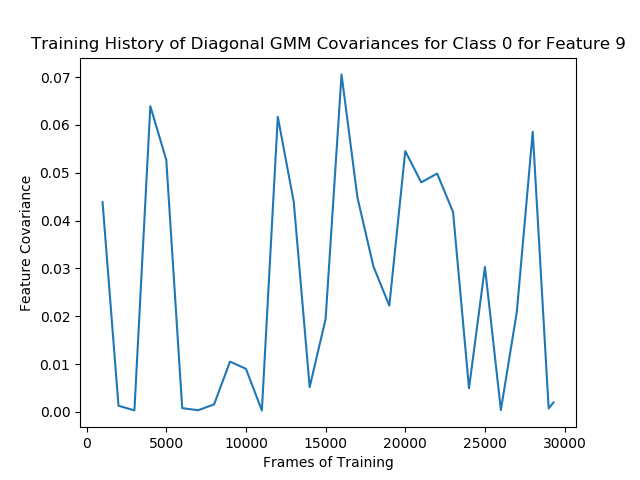 Training History of Diagonal GMM Covariances for Class 0 for Feature 9
0.07
0.06
0.05
0.04
0.03
0.02
0.01
0.00
Feature Covariance
0 5000 10000 15000 20000 25000 30000
Frames of Training